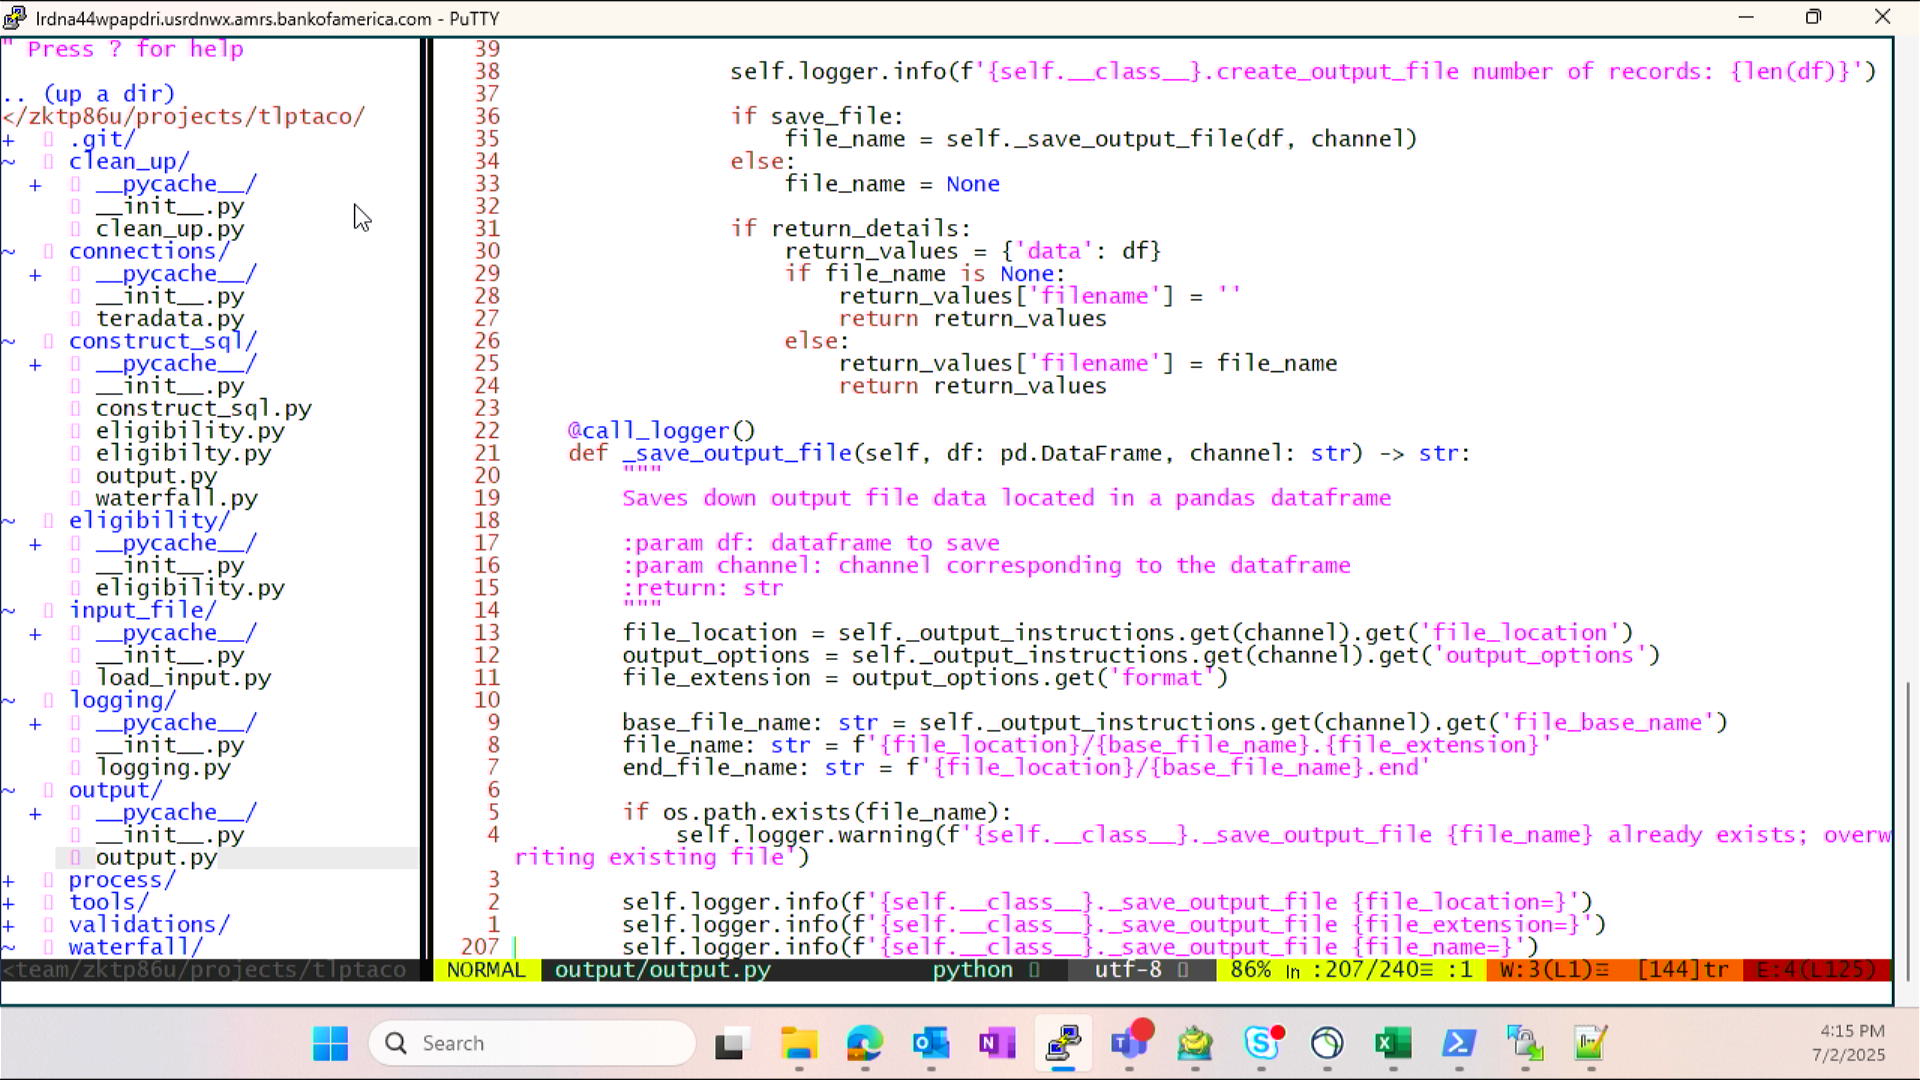 lrdna44wpapdri.usrdnwx.amrs.bankofamerica.com - PuTTY
" Press ? for help
.. (up a dir)
</zktp86u/projects/tlptaco/
+ .git/
~ clean_up/
+ __pycache__/
__init__.py
clean_up.py
~ connections/
+ __pycache__/
__init__.py
teradata.py
~ construct_sql/
+ __pycache__/
__init__.py
construct_sql.py
eligibility.py
eligibilty.py
output.py
waterfall.py
~ eligibility/
+ __pycache__/
__init__.py
eligibility.py
~ input_file/
+ __pycache__/
__init__.py
load_input.py
~ logging/
+ __pycache__/
__init__.py
logging.py
~ output/
+ __pycache__/
__init__.py
output.py
+ process/
+ tools/
+ validations/
~ waterfall/
<team/zktp86u/projects/tlptaco
39
38 self.logger.info(f'{self.__class__}.create_output_file number of records: {len(df)}')
37
36 if save_file:
35 file_name = self._save_output_file(df, channel)
34 else:
33 file_name = None
32
31 if return_details:
30 return_values = {'data': df}
29 if file_name is None:
28 return_values['filename'] = ''
27 return return_values
26 else:
25 return_values['filename'] = file_name
24 return return_values
23
22 @call_logger()
21 def _save_output_file(self, df: pd.DataFrame, channel: str) -> str:
20 """
19 Saves down output file data located in a pandas dataframe
18
17 :param df: dataframe to save
16 :param channel: channel corresponding to the dataframe
15 :return: str
14 """
13 file_location = self._output_instructions.get(channel).get('file_location')
12 output_options = self._output_instructions.get(channel).get('output_options')
11 file_extension = output_options.get('format')
10
9 base_file_name: str = self._output_instructions.get(channel).get('file_base_name')
8 file_name: str = f'{file_location}/{base_file_name}.{file_extension}'
7 end_file_name: str = f'{file_location}/{base_file_name}.end'
6
5 if os.path.exists(file_name):
4 self.logger.warning(f'{self.__class__}._save_output_file {file_name} already exists; overw
riting existing file')
3
2 self.logger.info(f'{self.__class__}._save_output_file {file_location=}')
1 self.logger.info(f'{self.__class__}._save_output_file {file_extension=}')
207 self.logger.info(f'{self.__class__}._save_output_file {file_name=}')
NORMAL output/output.py python utf-8 86% ln :207/240≡ :1 W:3(L1)☲ [144]tr E:4(L125)
Search
4:15 PM
7/2/2025